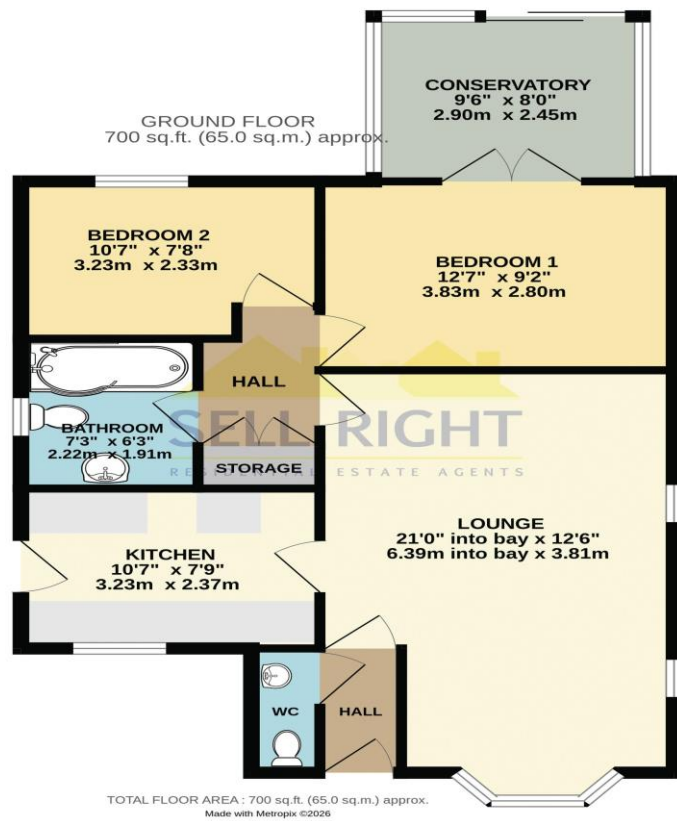 CONSERVATORY
9'6" x 8'0"
2.90m x 2.45m
GROUND FLOOR
700 sq.ft. (65.0 sq.m.) approx.
BEDROOM 2
10'7" x 7'8"
3.23m x 2.33m
BEDROOM 1
12'7" x 9'2"
3.83m x 2.80m
HALL
BATHROOM
7'3" x 6'3"
2.22m x 1.91m
SELL RIGHT
RESIDENTIAL ESTATE AGENTS
STORAGE
LOUNGE
21'0" into bay x 12'6"
6.39m into bay x 3.81m
KITCHEN
10'7" x 7'9"
3.23m x 2.37m
WC
HALL
TOTAL FLOOR AREA : 700 sq.ft. (65.0 sq.m.) approx.
Made with Metropix ©2026